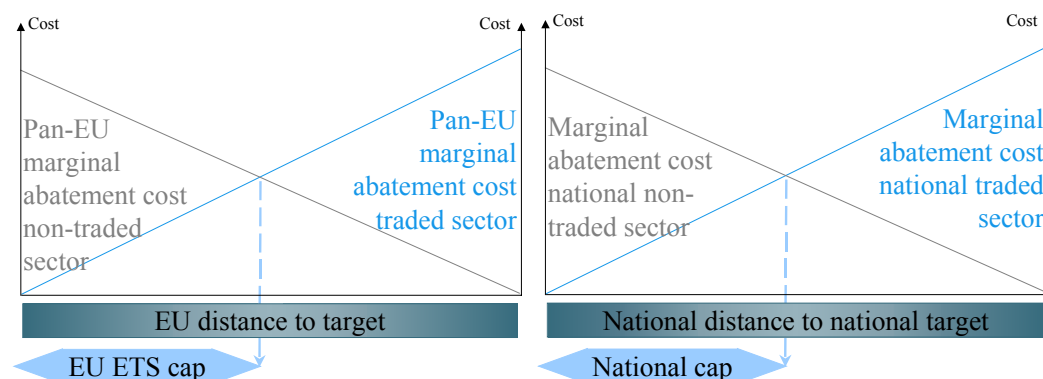 Cost
Cost
Pan-EU
marginal
abatement cost
non-traded
sector
Pan-EU
marginal
abatement cost
traded sector
EU distance to target
EU ETS cap
Cost
Cost
Marginal
abatement cost
national non-
traded sector
Marginal
abatement cost
national traded
sector
National distance to national target
National cap